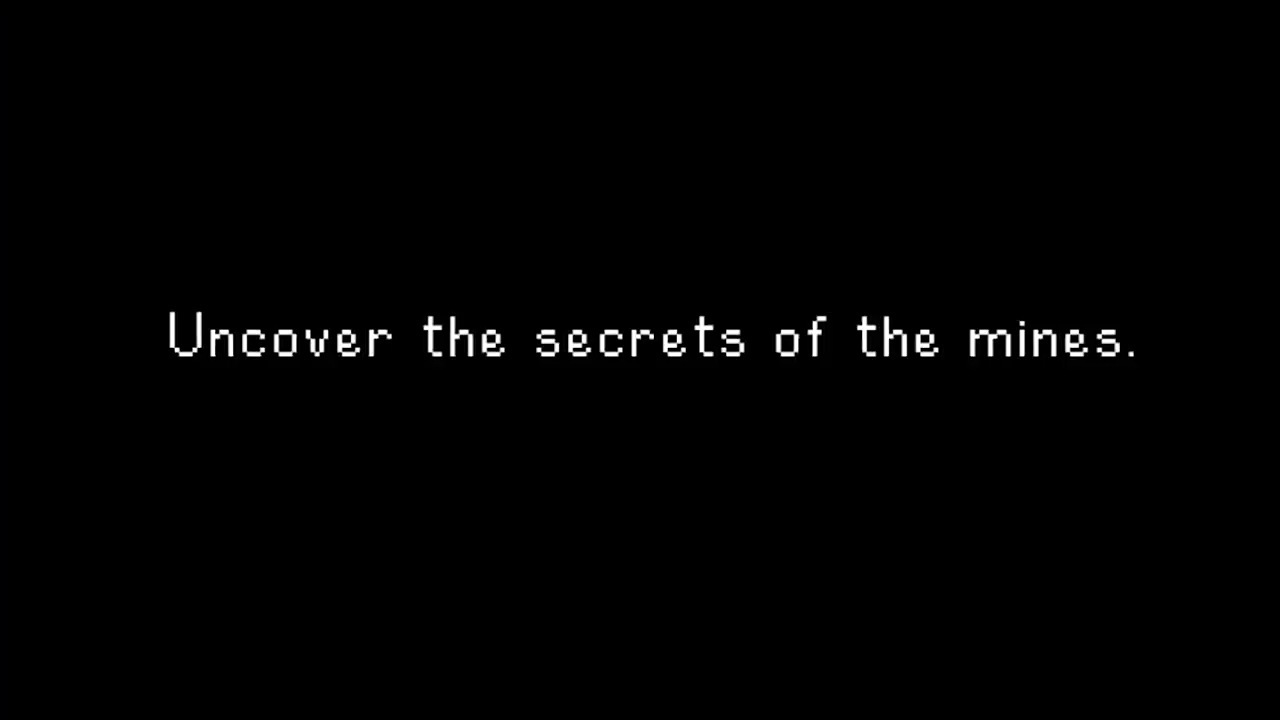 Uncover the secrets of the mines.